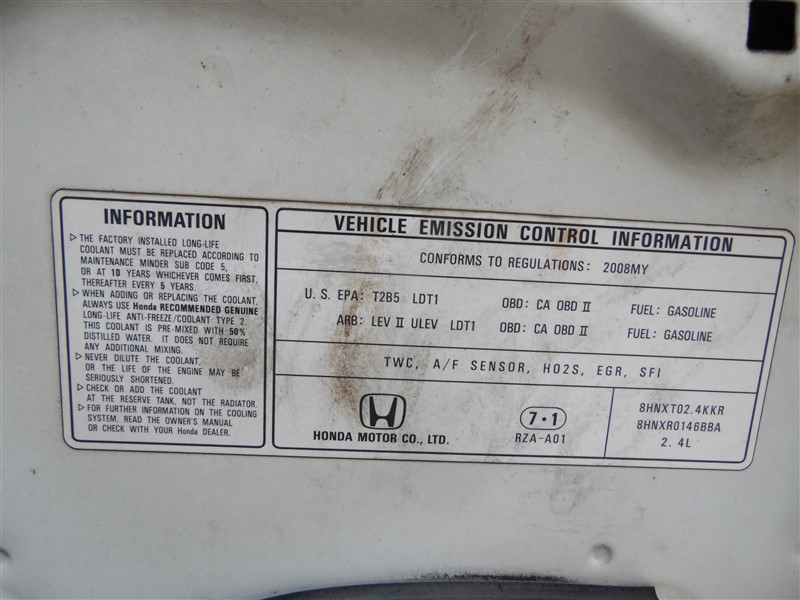 INFORMATION
▷ THE FACTORY INSTALLED LONG-LIFE
COOLANT MUST BE REPLACED ACCORDING TO
MAINTENANCE MINDER SUB CODE 5,
OR AT 10 YEARS WHICHEVER COMES FIRST,
THEREAFTER EVERY 5 YEARS.
▷ WHEN ADDING OR REPLACING THE COOLANT,
ALWAYS USE Honda RECOMMENDED GENUINE
LONG-LIFE ANTI-FREEZE/COOLANT TYPE 2.
THIS COOLANT IS PRE-MIXED WITH 50%
DISTILLED WATER. IT DOES NOT REQUIRE
ANY ADDITIONAL MIXING.
▷ NEVER DILUTE THE COOLANT,
OR THE LIFE OF THE ENGINE MAY BE
SERIOUSLY SHORTENED.
▷ CHECK OR ADD THE COOLANT
AT THE RESERVE TANK, NOT THE RADIATOR.
▷ FOR FURTHER INFORMATION ON THE COOLING
SYSTEM, READ THE OWNER'S MANUAL
OR CHECK WITH YOUR Honda DEALER.
VEHICLE EMISSION CONTROL INFORMATION
CONFORMS TO REGULATIONS: 2008MY
U. S. EPA: T2B5 LDT1 OBD: CA OBD II FUEL: GASOLINE
ARB: LEV II ULEV LDT1 OBD: CA OBD II FUEL: GASOLINE
TWC, A/F SENSOR, HO2S, EGR, SFI
HONDA MOTOR CO., LTD.
7・1
RZA-A01
8HNXT02.4KKR
8HNXR0146BBA
2. 4L